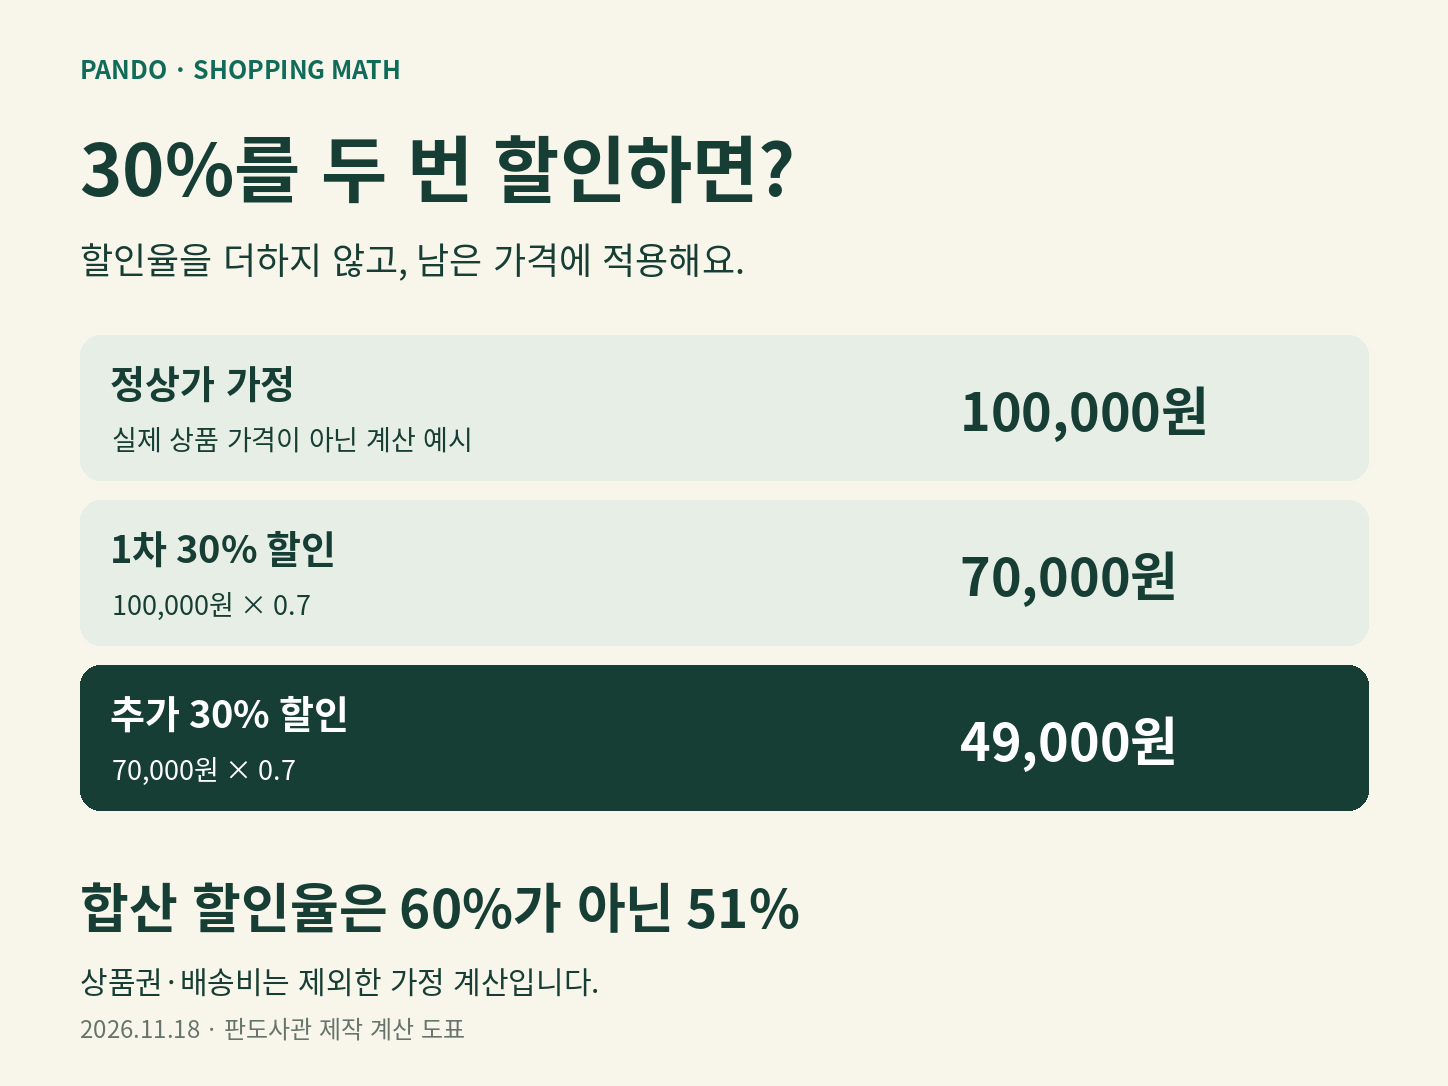 PANDO · SHOPPING MATH
30%를 두 번 할인하면?
할인율을 더하지 않고, 남은 가격에 적용해요.
정상가 가정
실제 상품 가격이 아닌 계산 예시
100,000원
1차 30% 할인
100,000원 × 0.7
70,000원
추가 30% 할인
70,000원 × 0.7
49,000원
합산 할인율은 60%가 아닌 51%
상품권·배송비는 제외한 가정 계산입니다.
2026.11.18 · 판도사관 제작 계산 도표